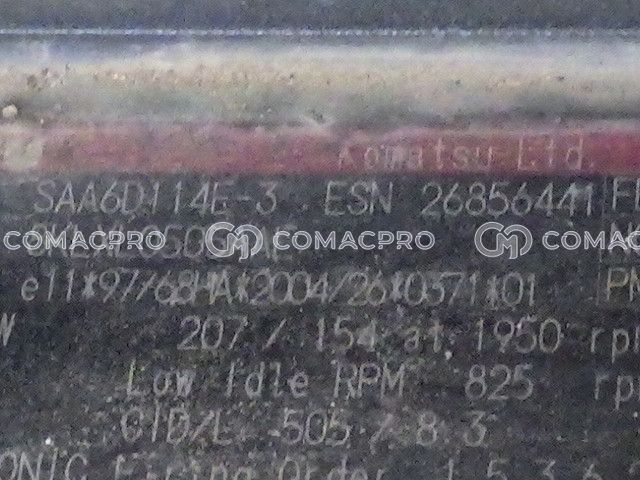 Komatsu Ltd.
SAA6D114E-3 ESN 26856441
COMACPRO COMACPRO
e11*97/68HA*2004/26*0371*01
207 / 154 at 1950
Low Idle RPM 825
CID/L 505 / 8.3
Firing Order 1 5 3 6